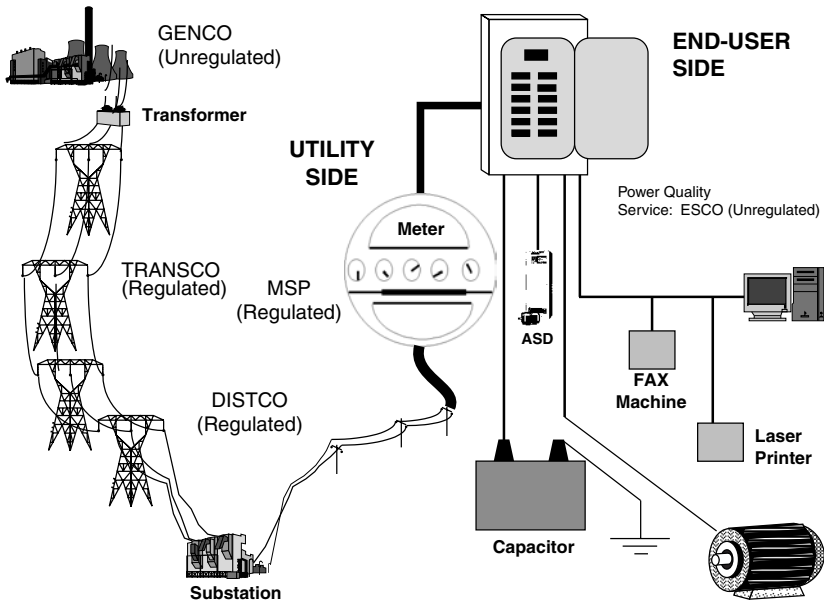 GENCO
(Unregulated)
Transformer
UTILITY
SIDE
END-USER
SIDE
Power Quality
Service: ESCO (Unregulated)
Meter
TRANSCO
(Regulated)
MSP
(Regulated)
ASD
FAX
Machine
DISTCO
(Regulated)
Laser
Printer
Capacitor
Substation